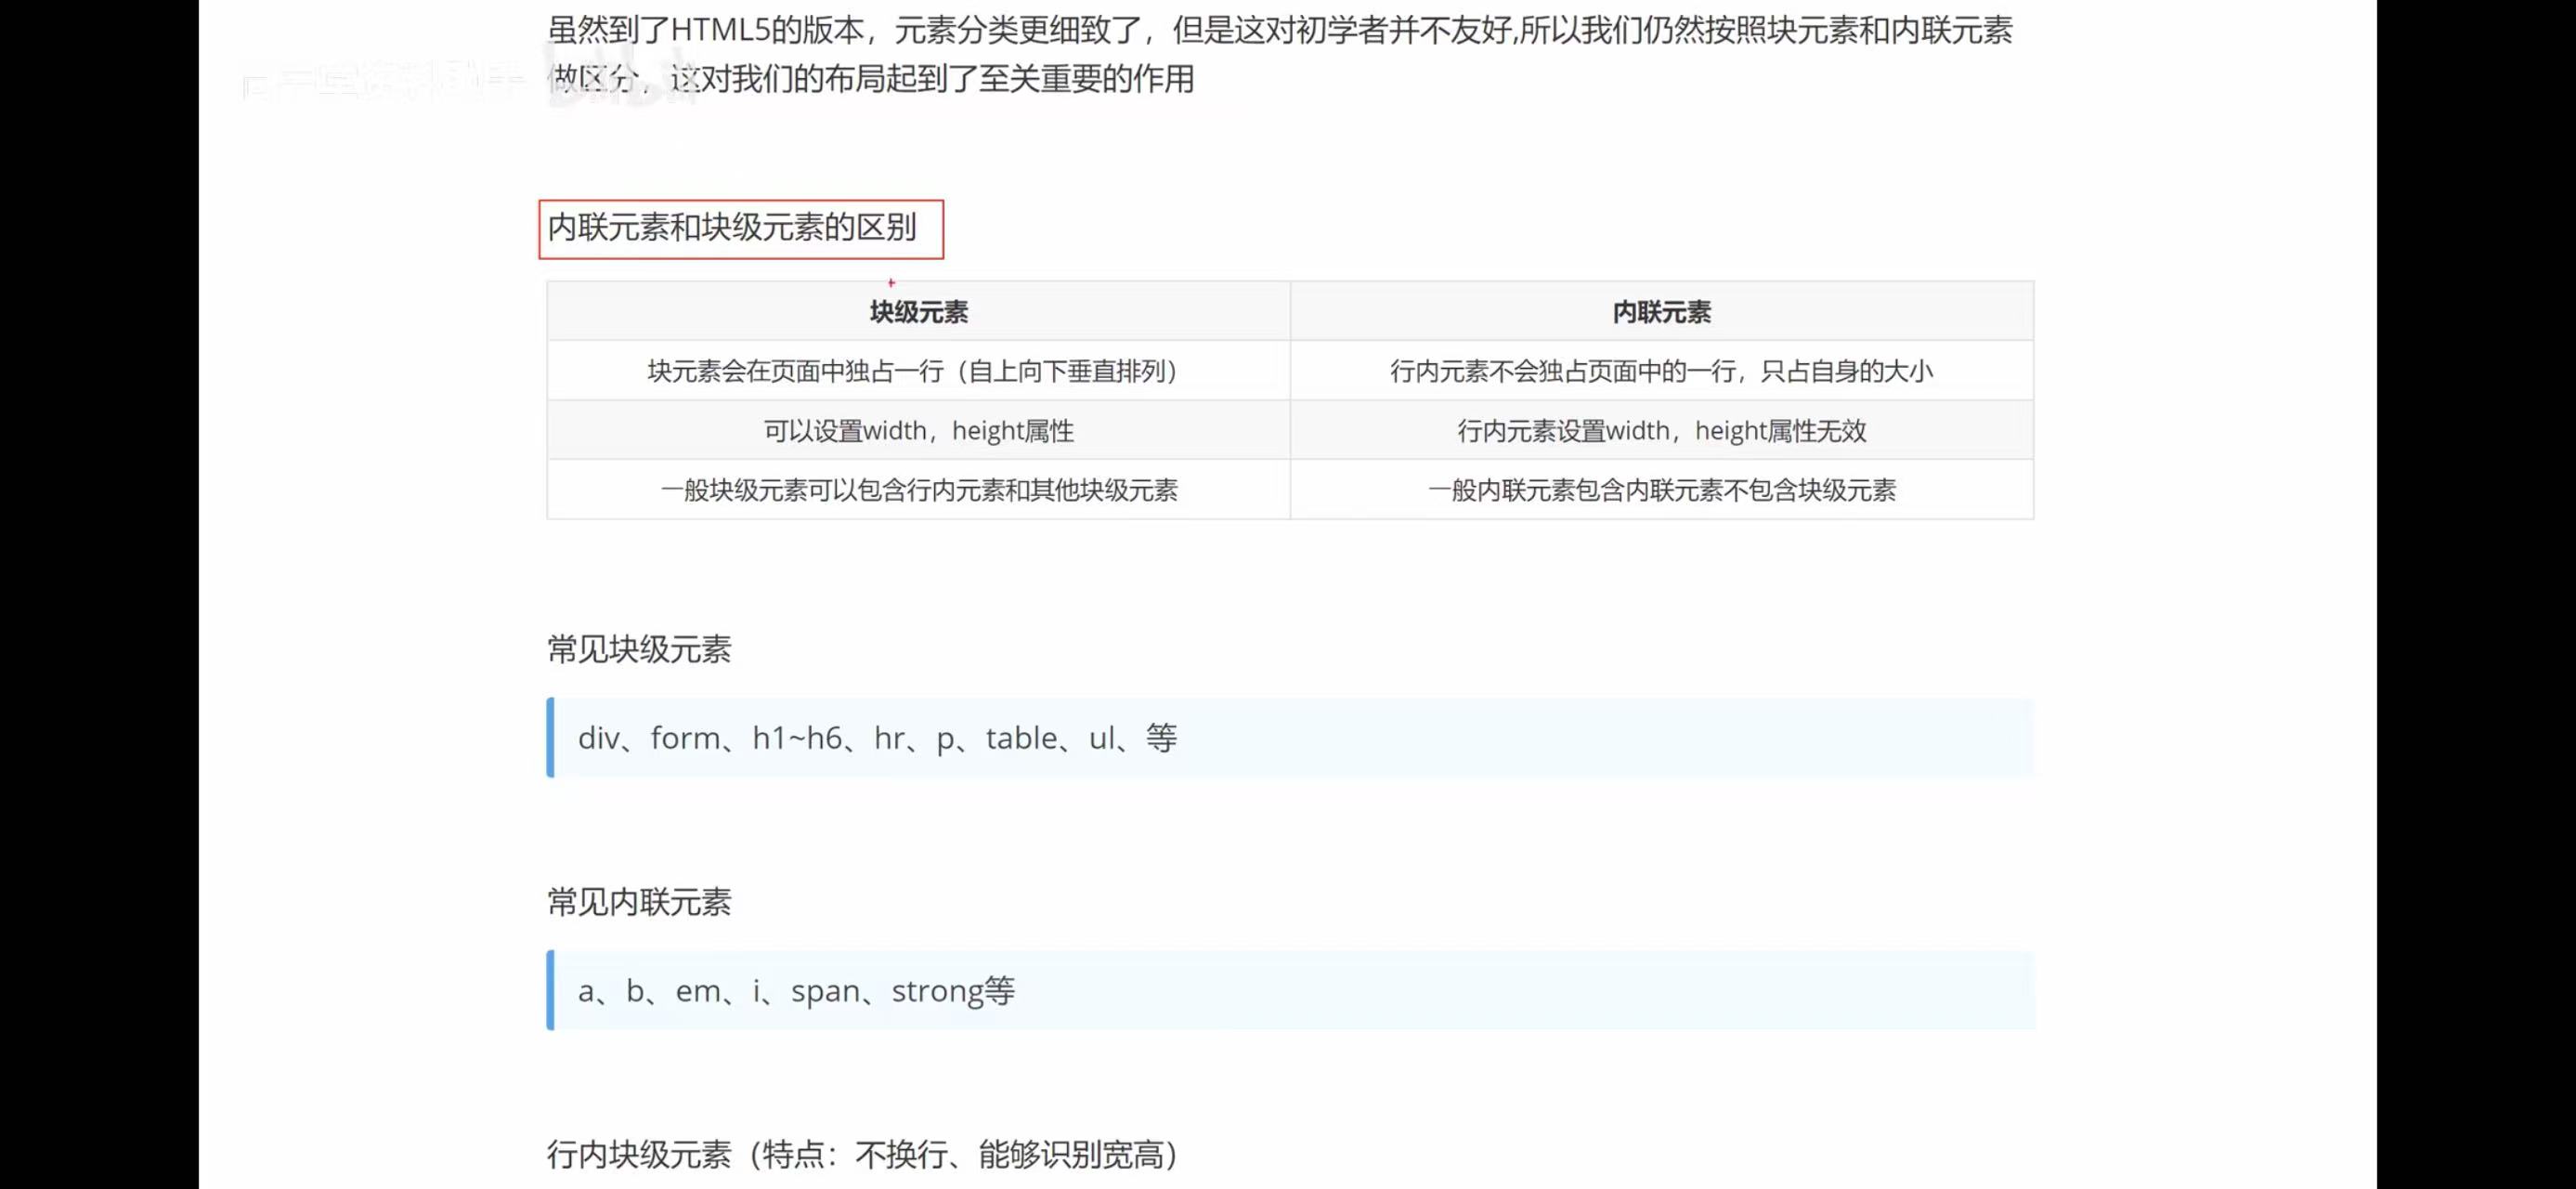 虽然到了HTML5的版本，元素分类更细致了，但是这对初学者并不友好,所以我们仍然按照块元素和内联元素
做区分，这对我们的布局起到了至关重要的作用
内联元素和块级元素的区别
块级元素 内联元素
块元素会在页面中独占一行（自上向下垂直排列） 行内元素不会独占页面中的一行，只占自身的大小
可以设置width，height属性 行内元素设置width，height属性无效
一般块级元素可以包含行内元素和其他块级元素 一般内联元素包含内联元素不包含块级元素
常见块级元素
div、form、h1~h6、hr、p、table、ul、等
常见内联元素
a、b、em、i、span、strong等
行内块级元素（特点：不换行、能够识别宽高）